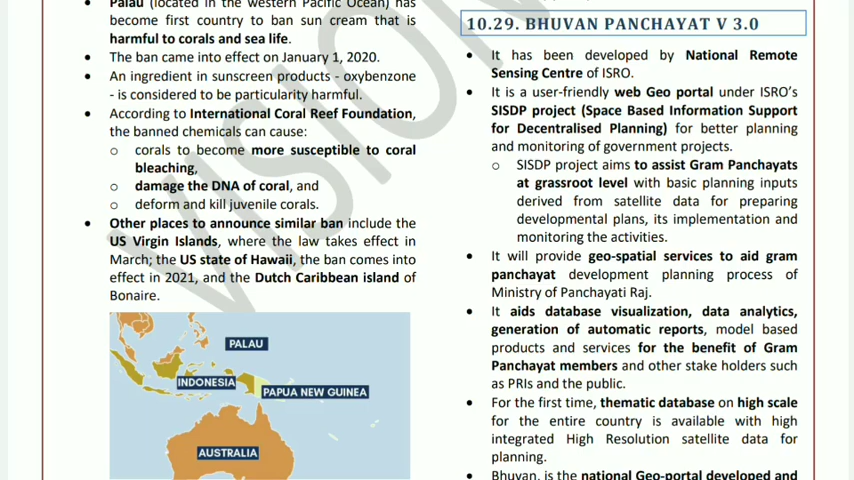 Palau (located in the western Pacific Ocean) has
become first country to ban sun cream that is
harmful to corals and sea life.
• The ban came into effect on January 1, 2020.
• An ingredient in sunscreen products - oxybenzone
- is considered to be particularly harmful.
• According to International Coral Reef Foundation,
the banned chemicals can cause:
o corals to become more susceptible to coral
bleaching,
o damage the DNA of coral, and
o deform and kill juvenile corals.
• Other places to announce similar ban include the
US Virgin Islands, where the law takes effect in
March; the US state of Hawaii, the ban comes into
effect in 2021, and the Dutch Caribbean island of
Bonaire.
PALAU
INDONESIA
PAPUA NEW GUINEA
AUSTRALIA
10.29. BHUVAN PANCHAYAT V 3.0
• It has been developed by National Remote
Sensing Centre of ISRO.
• It is a user-friendly web Geo portal under ISRO's
SISDP project (Space Based Information Support
for Decentralised Planning) for better planning
and monitoring of government projects.
o SISDP project aims to assist Gram Panchayats
at grassroot level with basic planning inputs
derived from satellite data for preparing
developmental plans, its implementation and
monitoring the activities.
• It will provide geo-spatial services to aid gram
panchayat development planning process of
Ministry of Panchayati Raj.
• It aids database visualization, data analytics,
generation of automatic reports, model based
products and services for the benefit of Gram
Panchayat members and other stake holders such
as PRIs and the public.
• For the first time, thematic database on high scale
for the entire country is available with high
integrated High Resolution satellite data for
planning.
• Bhuvan, is the national Geo-portal developed and
VISION